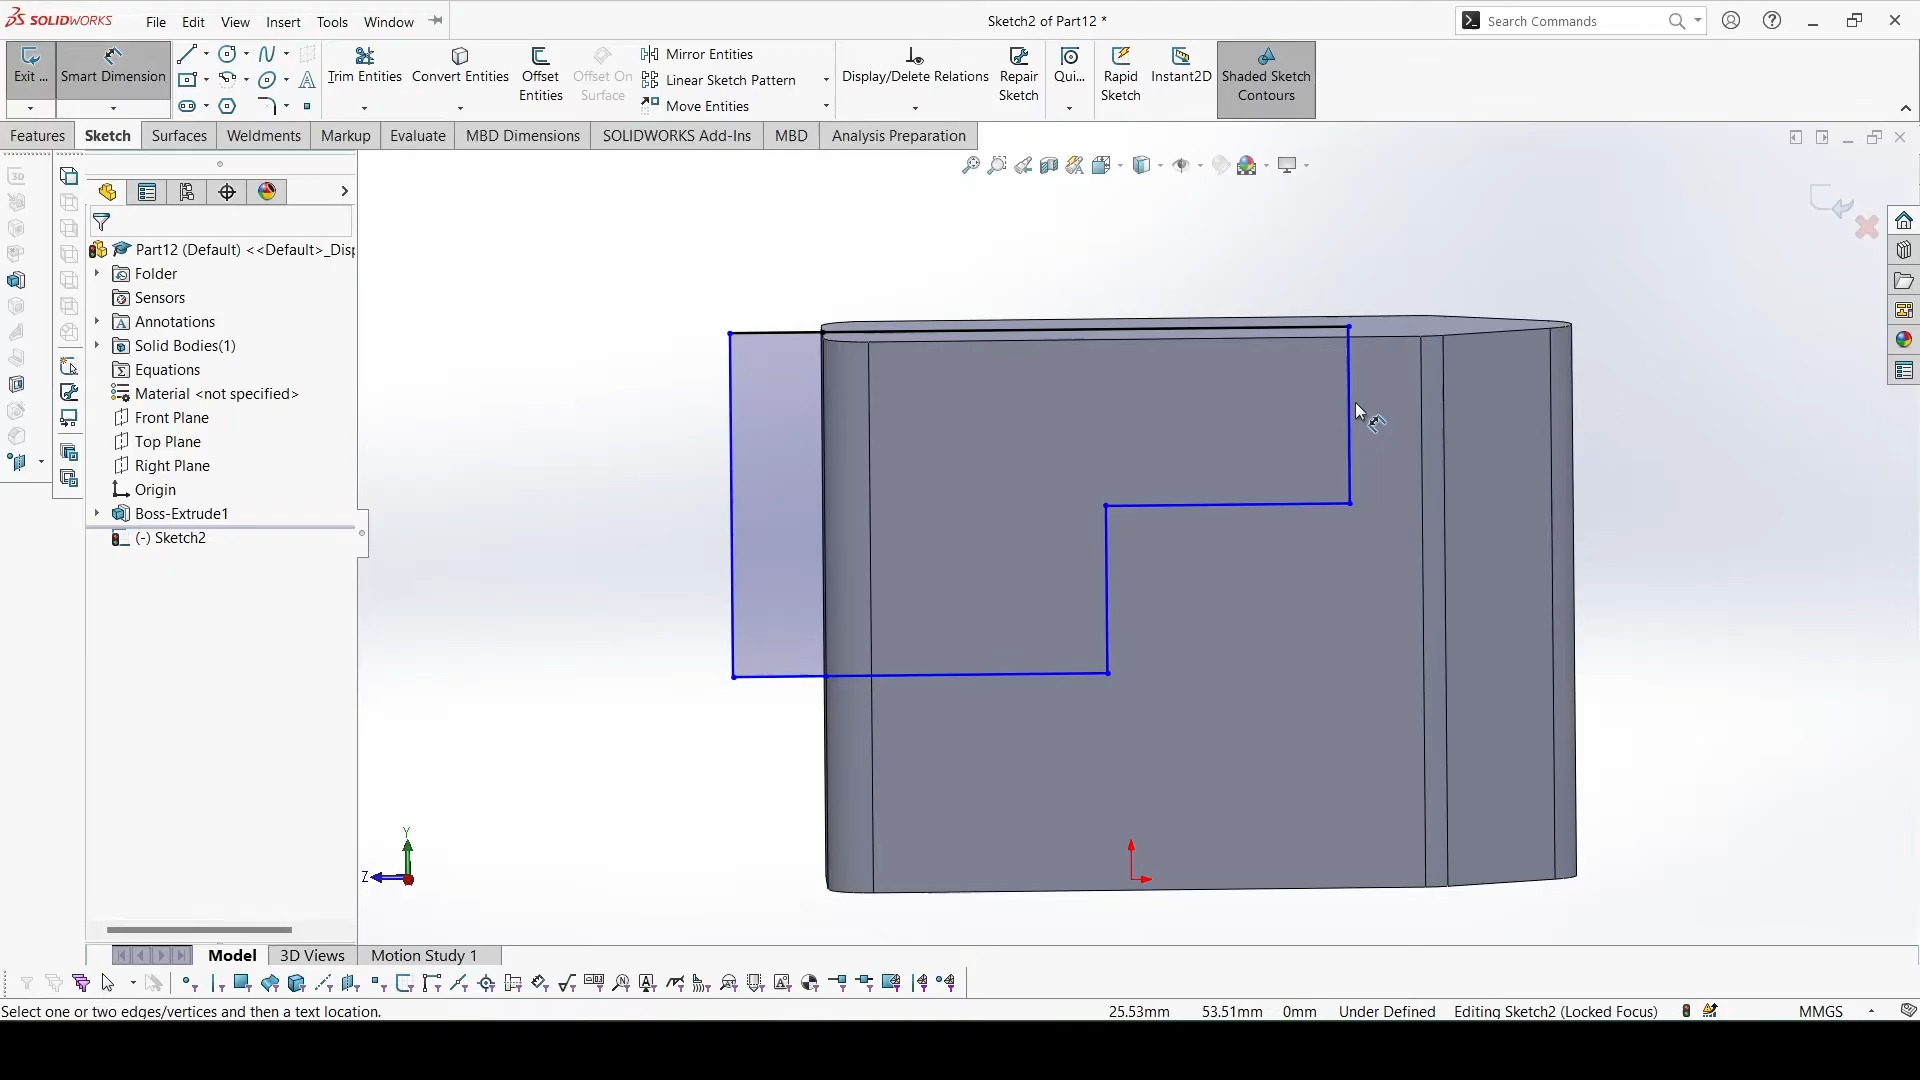 SOLIDWORKS File Edit View Insert Tools Window Sketch2 of Part12 * Search Commands
Exit ... Smart Dimension Trim Entities Convert Entities Offset Entities Offset On Surface Mirror Entities Linear Sketch Pattern Move Entities Display/Delete Relations Repair Sketch Qui... Rapid Sketch Instant2D Shaded Sketch Contours
Features Sketch Surfaces Weldments Markup Evaluate MBD Dimensions SOLIDWORKS Add-Ins MBD Analysis Preparation
Part12 (Default) <<Default>_Disp
Folder
Sensors
Annotations
Solid Bodies(1)
Equations
Material <not specified>
Front Plane
Top Plane
Right Plane
Origin
Boss-Extrude1
(-) Sketch2
Y
Z
Model 3D Views Motion Study 1
Select one or two edges/vertices and then a text location. 25.53mm 53.51mm 0mm Under Defined Editing Sketch2 (Locked Focus) MMGS